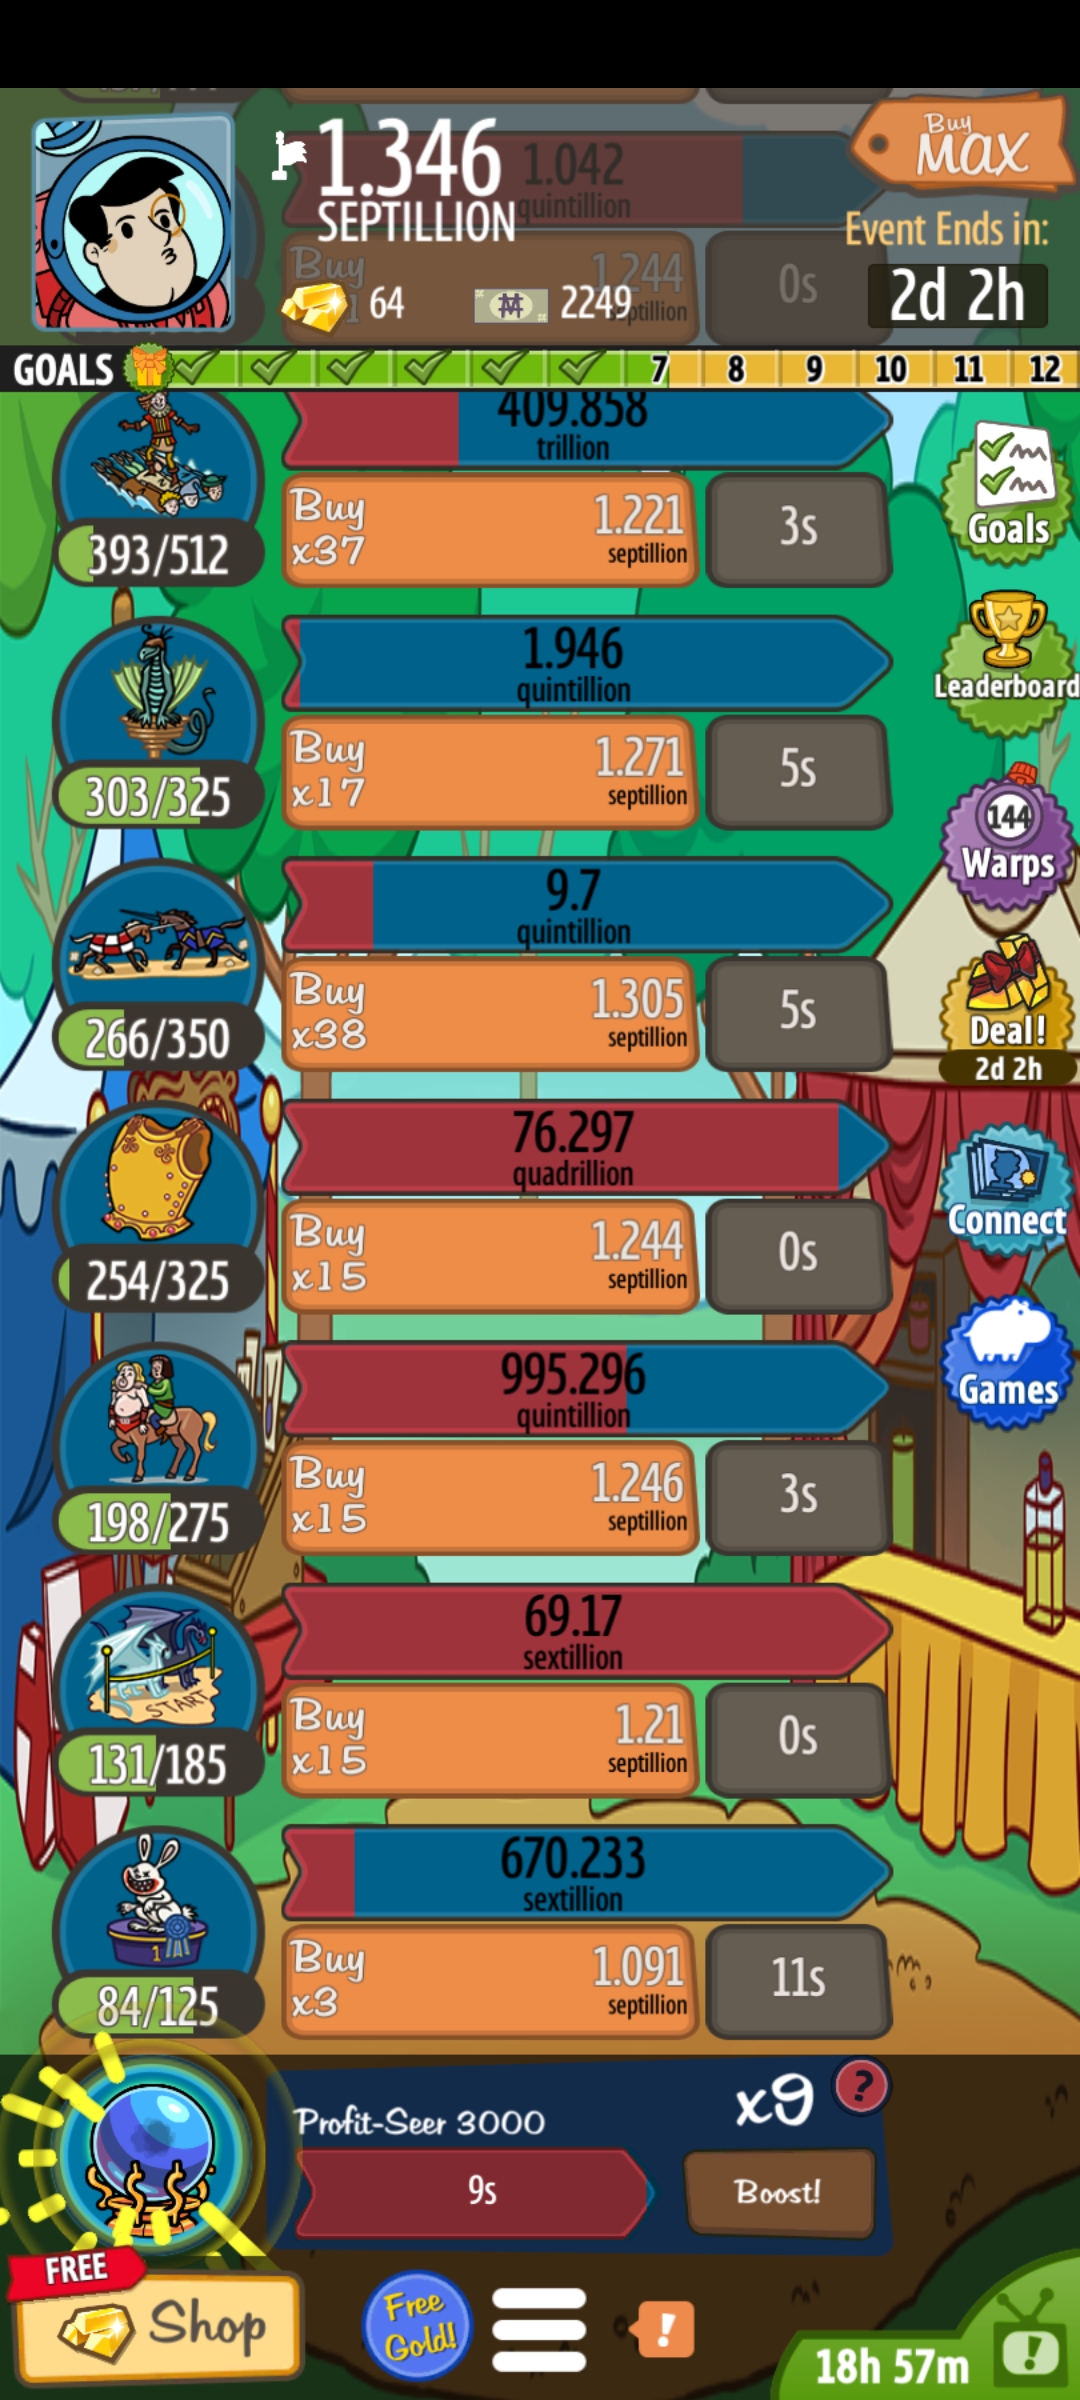 1.346
SEPTILLION
64
2249
Buy
MAX
Event Ends in:
2d 2h
1.042
quintillion
Buy
1.244
septillion
0s
GOALS
7
8
9
10
11
12
409.858
trillion
393/512
Buy
x37
1.221
septillion
3s
Goals
1.946
quintillion
303/325
Buy
x17
1.271
septillion
5s
Leaderboard
144
Warps
9.7
quintillion
266/350
Buy
x38
1.305
septillion
5s
Deal!
2d 2h
76.297
quadrillion
254/325
Buy
x15
1.244
septillion
0s
Connect
995.296
quintillion
198/275
Buy
x15
1.246
septillion
3s
Games
START
69.17
sextillion
131/185
Buy
x15
1.21
septillion
0s
1
670.233
sextillion
84/125
Buy
x3
1.091
septillion
11s
Profit-Seer 3000
x9
?
9s
Boost!
FREE
Shop
Free
Gold!
!
18h 57m
!